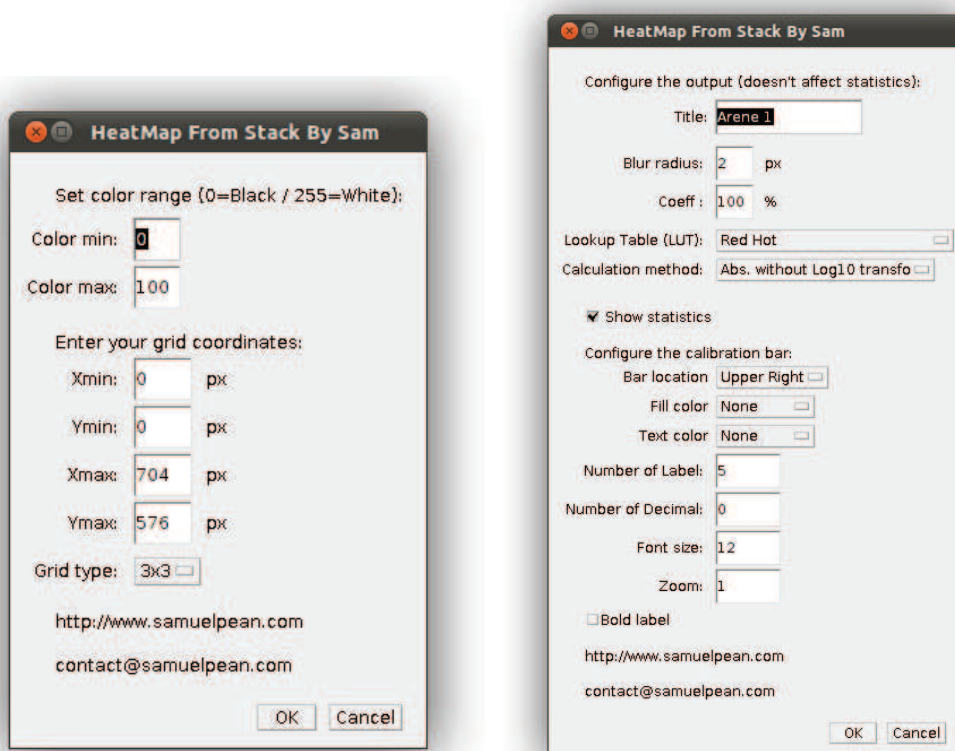 HeatMap From Stack By Sam
Set color range (0=Black / 255=White):
Color min: 0
Color max: 100
Enter your grid coordinates:
Xmin: 0 px
Ymin: 0 px
Xmax: 704 px
Ymax: 576 px
Grid type: 3x3
http://www.samuelpean.com
contact@samuelpean.com
OK Cancel
HeatMap From Stack By Sam
Configure the output (doesn't affect statistics):
Title: Arene 1
Blur radius: 2 px
Coeff : 100 %
Lookup Table (LUT): Red Hot
Calculation method: Abs. without Log10 transfo
Show statistics
Configure the calibration bar:
Bar location Upper Right
Fill color None
Text color None
Number of Label: 5
Number of Decimal: 0
Font size: 12
Zoom: 1
Bold label
http://www.samuelpean.com
contact@samuelpean.com
OK Cancel